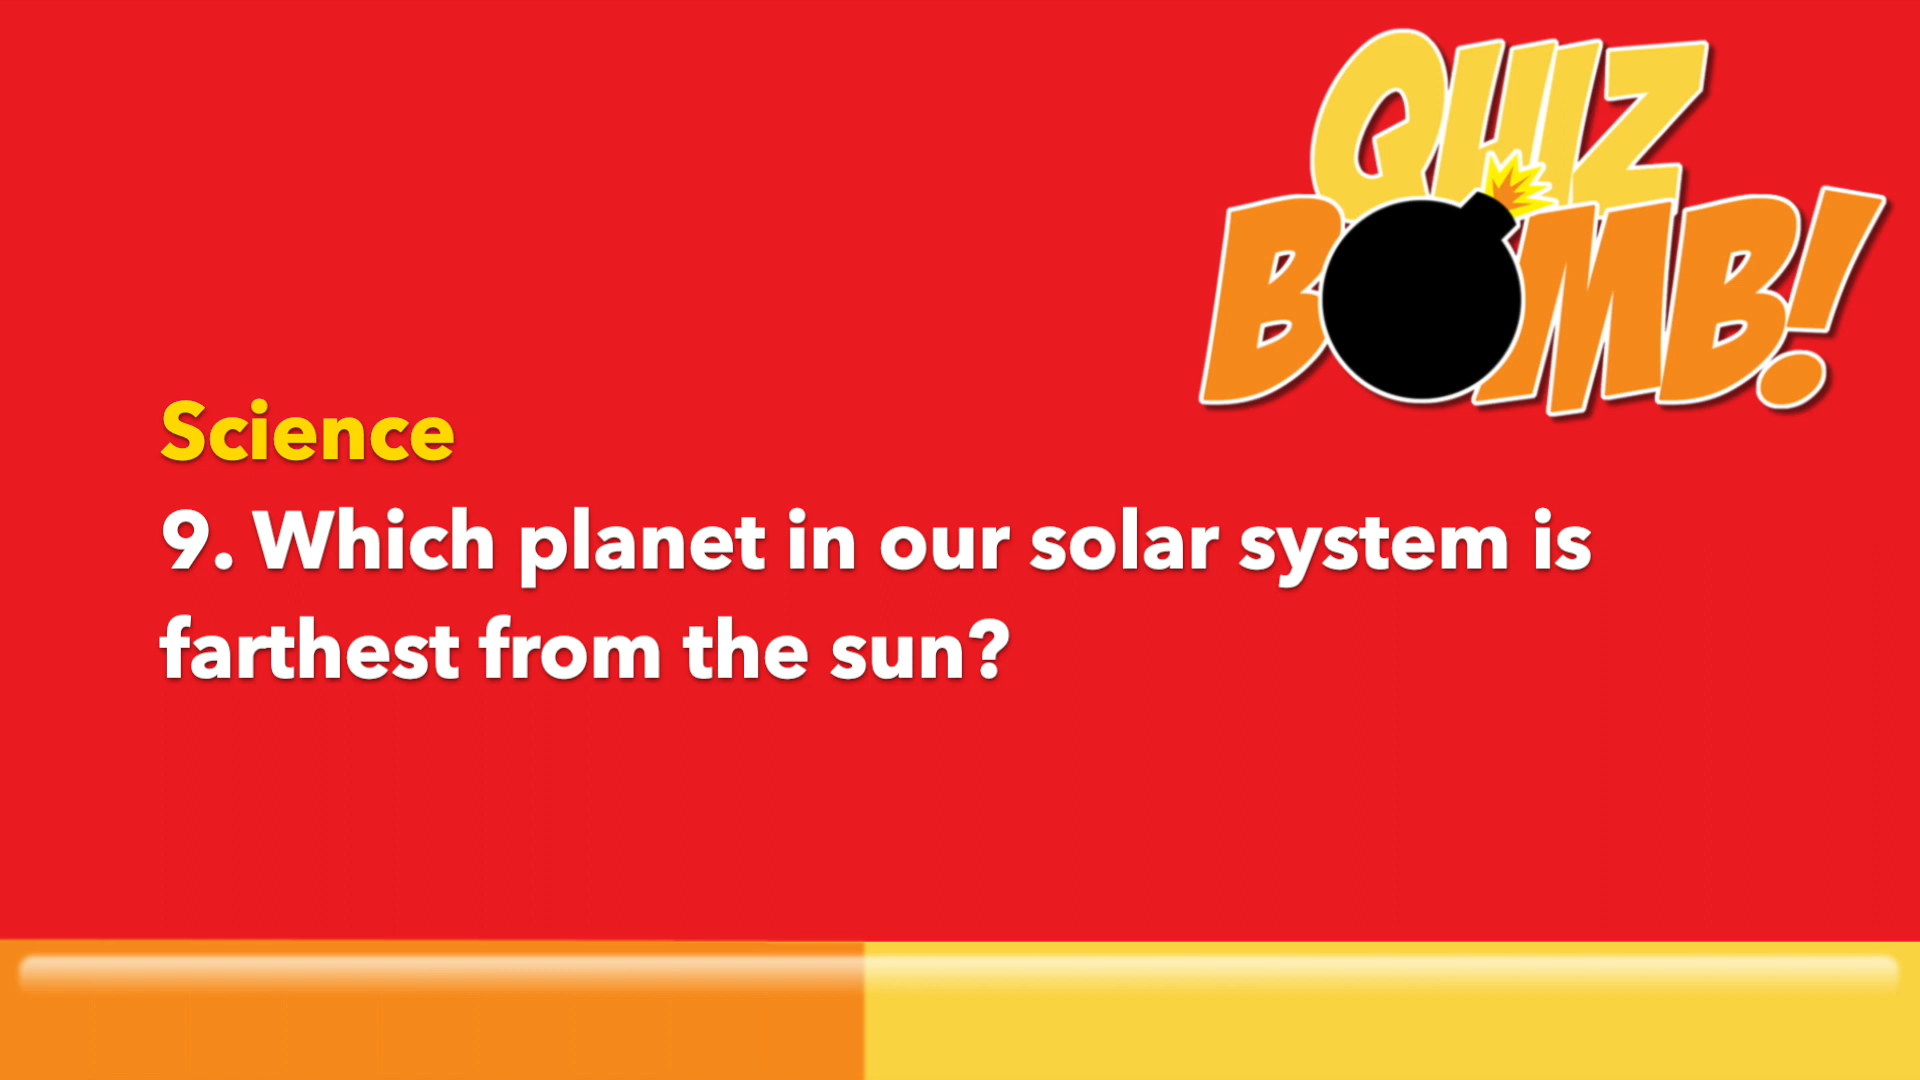 QUIZ
BOMB!
Science
9. Which planet in our solar system is
farthest from the sun?